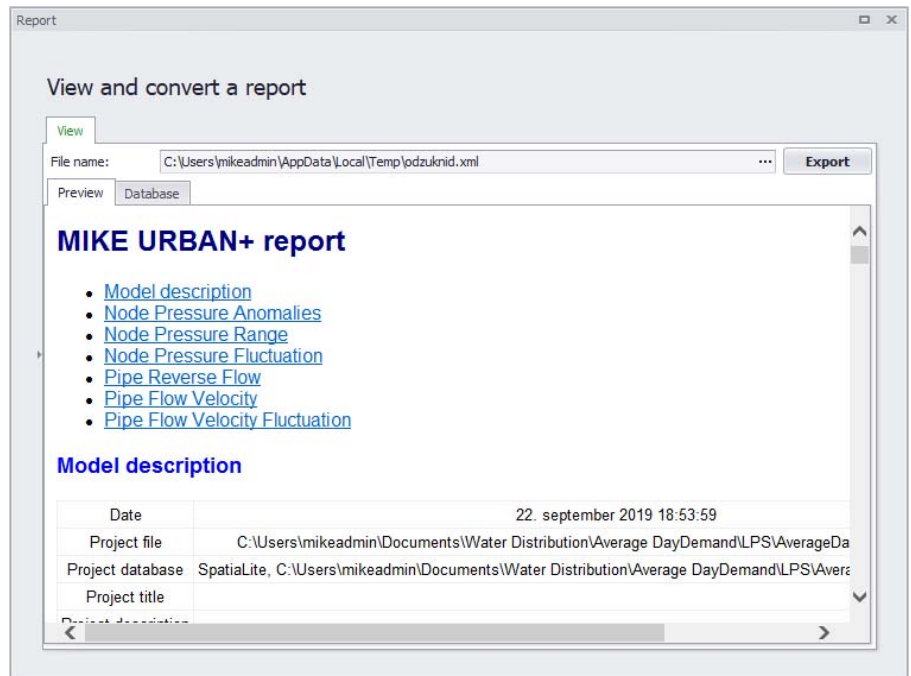 Report
View and convert a report
View
File name: C:\Users\mikeadmin\AppData\Local\Temp\odzuknid.xml ... Export
Preview Database
MIKE URBAN+ report
• Model description
• Node Pressure Anomalies
• Node Pressure Range
• Node Pressure Fluctuation
• Pipe Reverse Flow
• Pipe Flow Velocity
• Pipe Flow Velocity Fluctuation
Model description
Date 22. september 2019 18:53:59
Project file C:\Users\mikeadmin\Documents\Water Distribution\Average DayDemand\LPS\AverageDa
Project database SpatiaLite, C:\Users\mikeadmin\Documents\Water Distribution\Average DayDemand\LPS\Avera
Project title
Project description